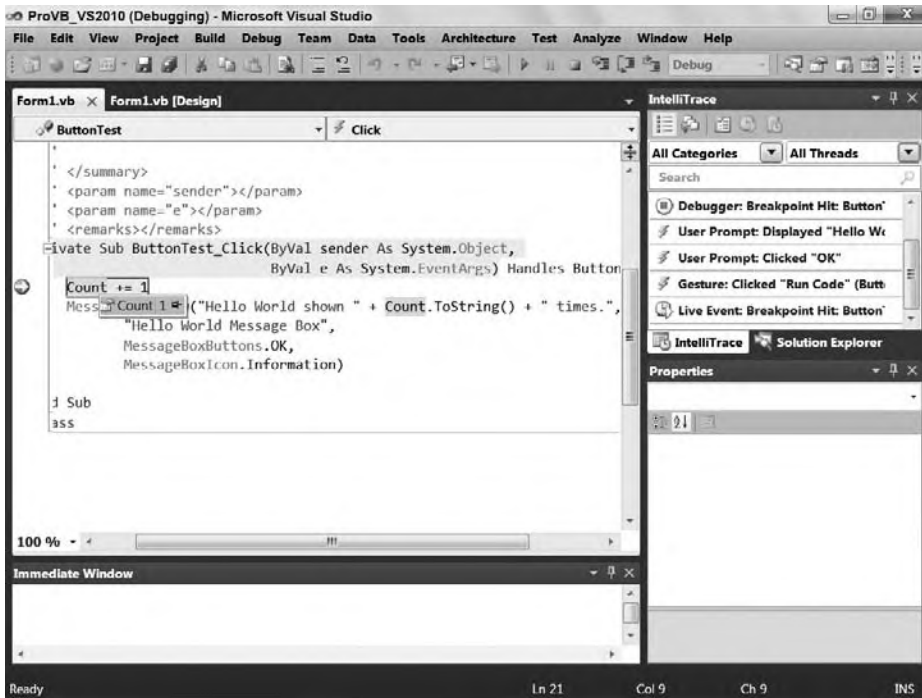 ProVB_VS2010 (Debugging) - Microsoft Visual Studio
File Edit View Project Build Debug Team Data Tools Architecture Test Analyze Window Help
Debug
Form1.vb Form1.vb [Design]
ButtonTest Click
'
' </summary>
' <param name="sender"></param>
' <param name="e"></param>
' <remarks></remarks>
ivate Sub ButtonTest_Click(ByVal sender As System.Object,
ByVal e As System.EventArgs) Handles Button
Count += 1
Mess Count 1 ("Hello World shown " + Count.ToString() + " times.",
"Hello World Message Box",
MessageBoxButtons.OK,
MessageBoxIcon.Information)
d Sub
ass
100 %
Immediate Window
IntelliTrace
All Categories All Threads
Search
Debugger: Breakpoint Hit: Button
User Prompt: Displayed "Hello Wo
User Prompt: Clicked "OK"
Gesture: Clicked "Run Code" (Butt
Live Event: Breakpoint Hit: Button
IntelliTrace Solution Explorer
Properties
Ready Ln 21 Col 9 Ch 9 INS